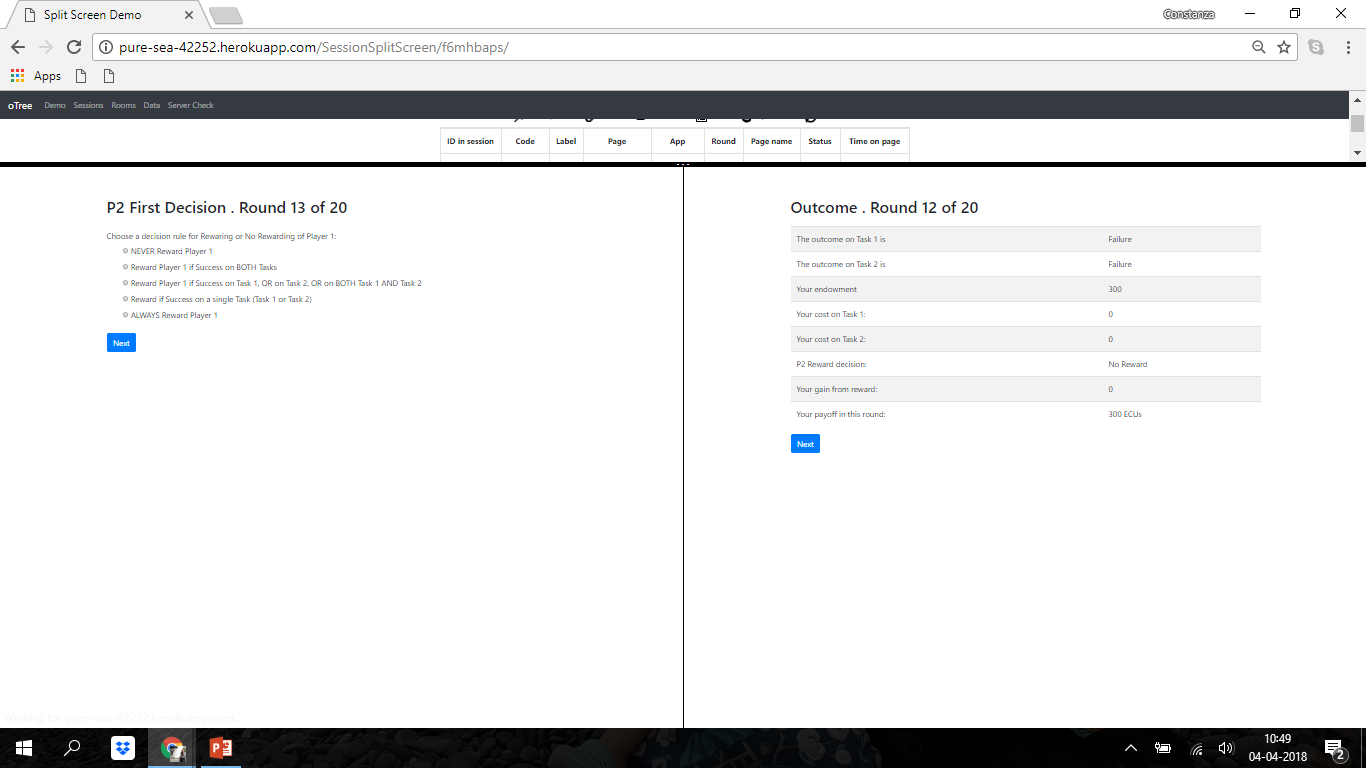 Split Screen Demo
Constanza
pure-sea-42252.herokuapp.com/SessionSplitScreen/f6mhbaps/
Apps
oTree Demo Sessions Rooms Data Server Check
ID in session Code Label Page App Round Page name Status Time on page
P2 First Decision . Round 13 of 20
Choose a decision rule for Rewaring or No Rewarding of Player 1:
NEVER Reward Player 1
Reward Player 1 if Success on BOTH Tasks
Reward Player 1 if Success on Task 1, OR on Task 2, OR on BOTH Task 1 AND Task 2
Reward if Success on a single Task (Task 1 or Task 2)
ALWAYS Reward Player 1
Next
Outcome . Round 12 of 20
The outcome on Task 1 is Failure
The outcome on Task 2 is Failure
Your endowment 300
Your cost on Task 1: 0
Your cost on Task 2: 0
P2 Reward decision: No Reward
Your gain from reward: 0
Your payoff in this round: 300 ECUs
Next
Waiting for pure-sea-42252.herokuapp.com...
10:49
04-04-2018
2